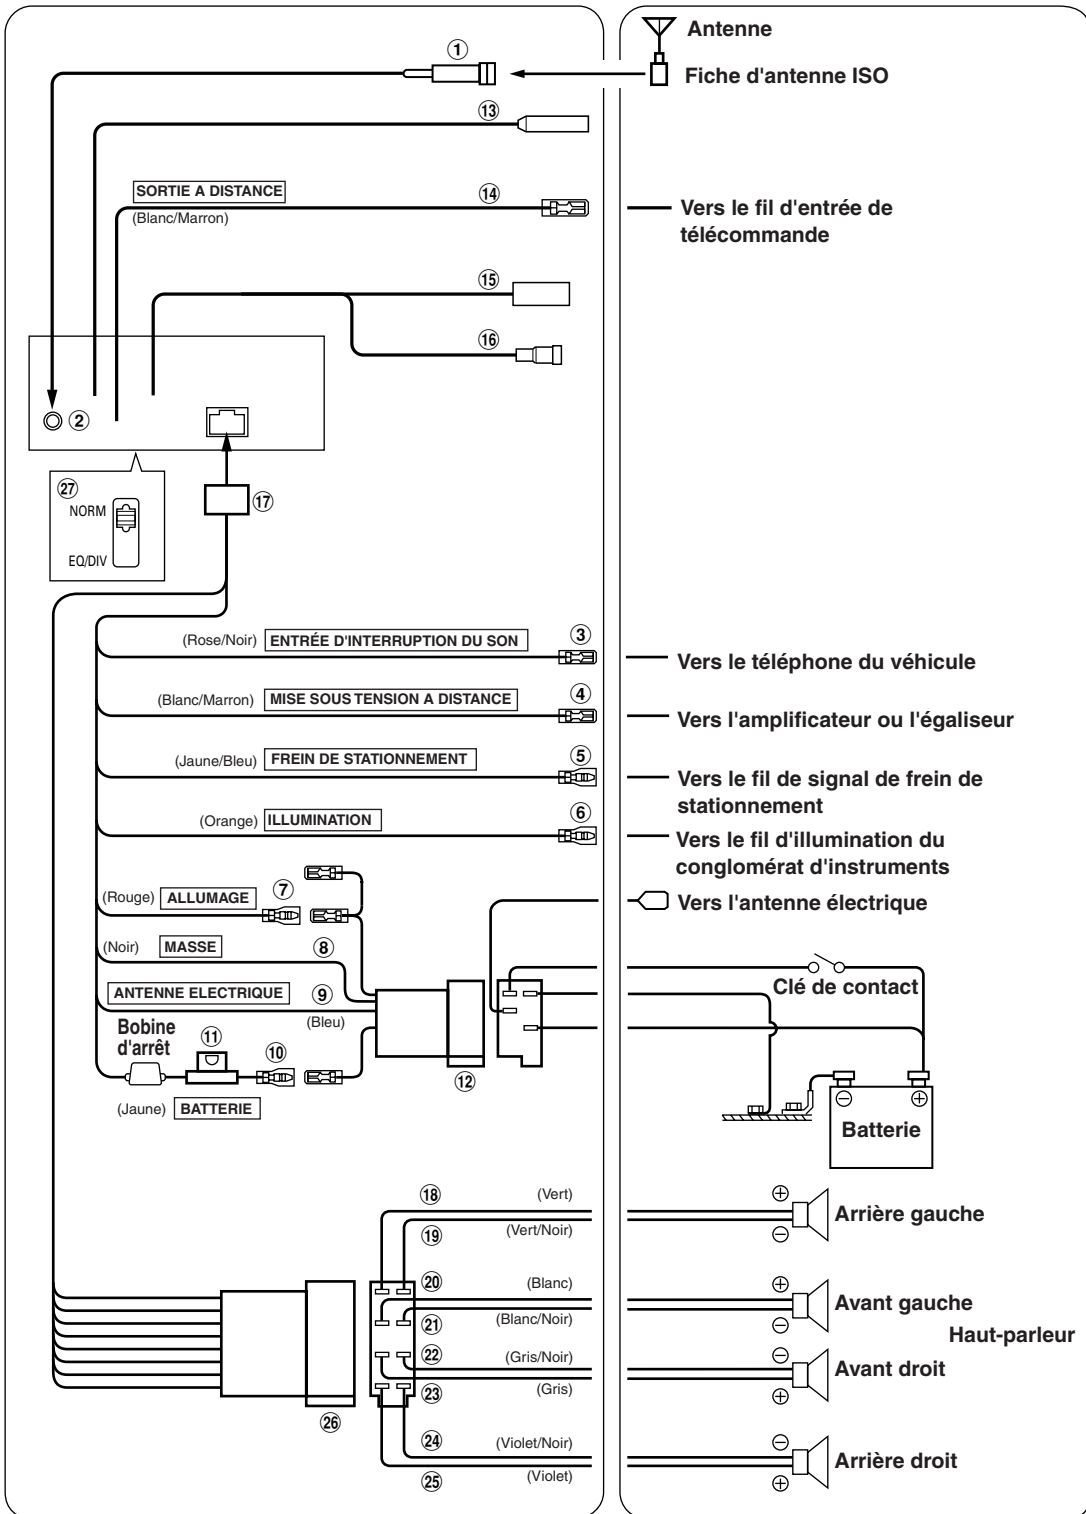 Antenne
①
Fiche d'antenne ISO
⑬
SORTIE A DISTANCE
⑭
(Blanc/Marron)
Vers le fil d'entrée de
télécommande
⑮
⑯
②
㉗
NORM
EQ/DIV
⑰
(Rose/Noir) ENTRÉE D'INTERRUPTION DU SON
③
Vers le téléphone du véhicule
(Blanc/Marron) MISE SOUS TENSION A DISTANCE
④
Vers l'amplificateur ou l'égaliseur
(Jaune/Bleu) FREIN DE STATIONNEMENT
⑤
Vers le fil de signal de frein de
stationnement
(Orange) ILLUMINATION
⑥
Vers le fil d'illumination du
conglomérat d'instruments
(Rouge) ALLUMAGE
⑦
Vers l'antenne électrique
(Noir) MASSE
⑧
Clé de contact
ANTENNE ELECTRIQUE
⑨
(Bleu)
Bobine
d'arrêt
⑪
⑩
⑫
(Jaune) BATTERIE
⊖ ⊕
Batterie
⑱
(Vert)
⊕
Arrière gauche
⑲
(Vert/Noir)
⊖
⑳
(Blanc)
⊕
Avant gauche
㉑
(Blanc/Noir)
⊖
Haut-parleur
㉒
(Gris/Noir)
⊖
Avant droit
㉓
(Gris)
⊕
㉖
㉔
(Violet/Noir)
⊖
Arrière droit
㉕
(Violet)
⊕